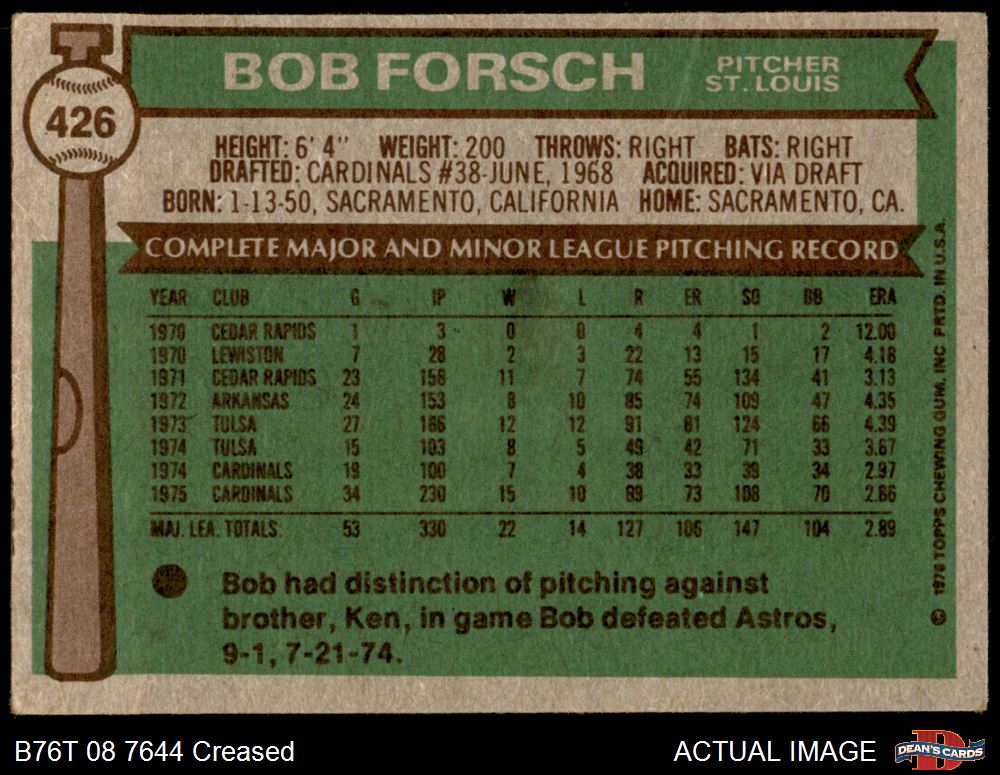 426
BOB FORSCH
PITCHER
ST. LOUIS
HEIGHT: 6' 4" WEIGHT: 200 THROWS: RIGHT BATS: RIGHT
DRAFTED: CARDINALS #38-JUNE, 1968 ACQUIRED: VIA DRAFT
BORN: 1-13-50, SACRAMENTO, CALIFORNIA HOME: SACRAMENTO, CA.
COMPLETE MAJOR AND MINOR LEAGUE PITCHING RECORD
YEAR CLUB G IP W L R ER SO BB ERA
1970 CEDAR RAPIDS 1 3 0 0 4 4 1 2 12.00
1970 LEWISTON 7 28 2 3 22 13 15 17 4.18
1971 CEDAR RAPIDS 23 158 11 7 74 55 134 41 3.13
1972 ARKANSAS 24 153 8 10 85 74 109 47 4.35
1973 TULSA 27 166 12 12 91 81 124 66 4.39
1974 TULSA 15 103 8 5 49 42 71 33 3.67
1974 CARDINALS 19 100 7 4 38 33 39 34 2.97
1975 CARDINALS 34 230 15 10 89 73 108 70 2.86
MAJ. LEA. TOTALS: 53 330 22 14 127 106 147 104 2.89
Bob had distinction of pitching against
brother, Ken, in game Bob defeated Astros,
9-1, 7-21-74.
© 1976 TOPPS CHEWING GUM, INC PRTD. IN U.S.A.
B76T 08 7644 Creased
ACTUAL IMAGE
DEAN'S CARDS